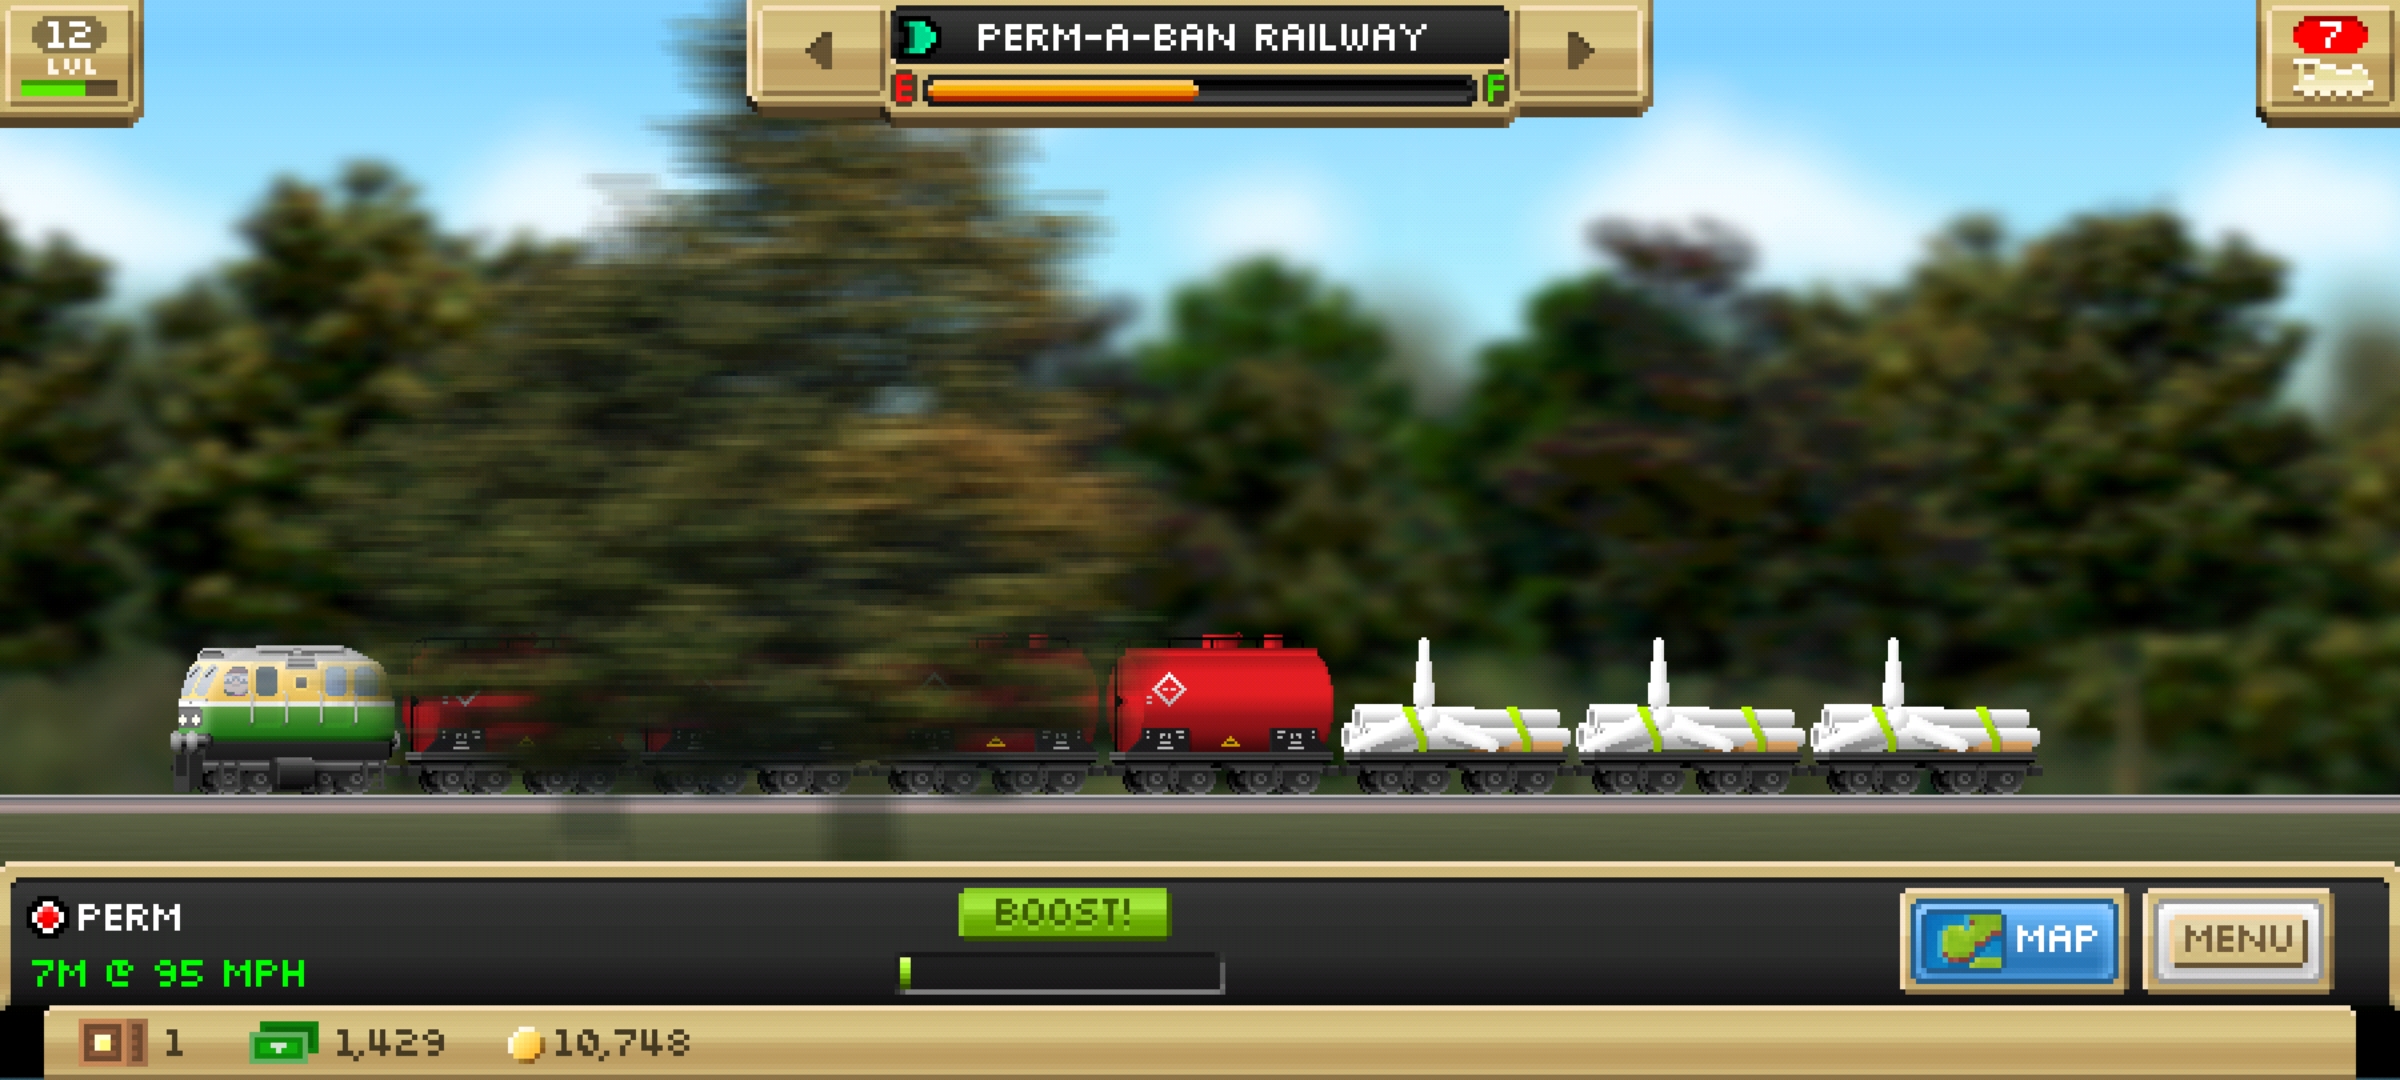 12
LVL
PERM-A-BAN RAILWAY
E F
7
PERM
7M @ 95 MPH
BOOST!
MAP
MENU
1 1,429 10,748